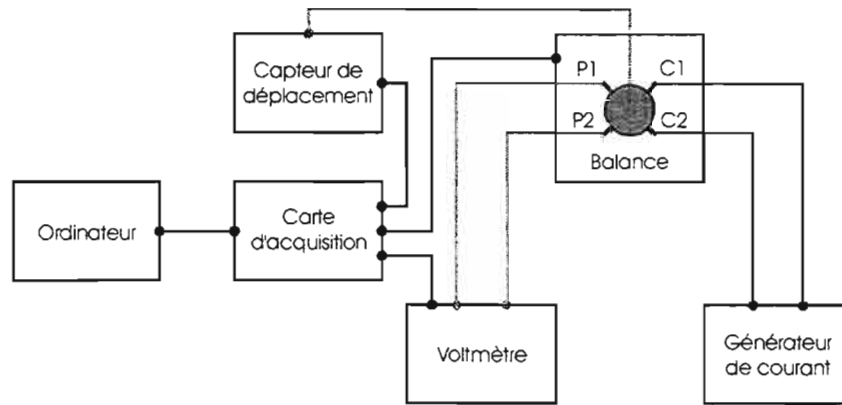 Capteur de
déplacement
P1
C1
P2
C2
Balance
Ordinateur
Carte
d'acquisition
Voltmètre
Générateur
de courant